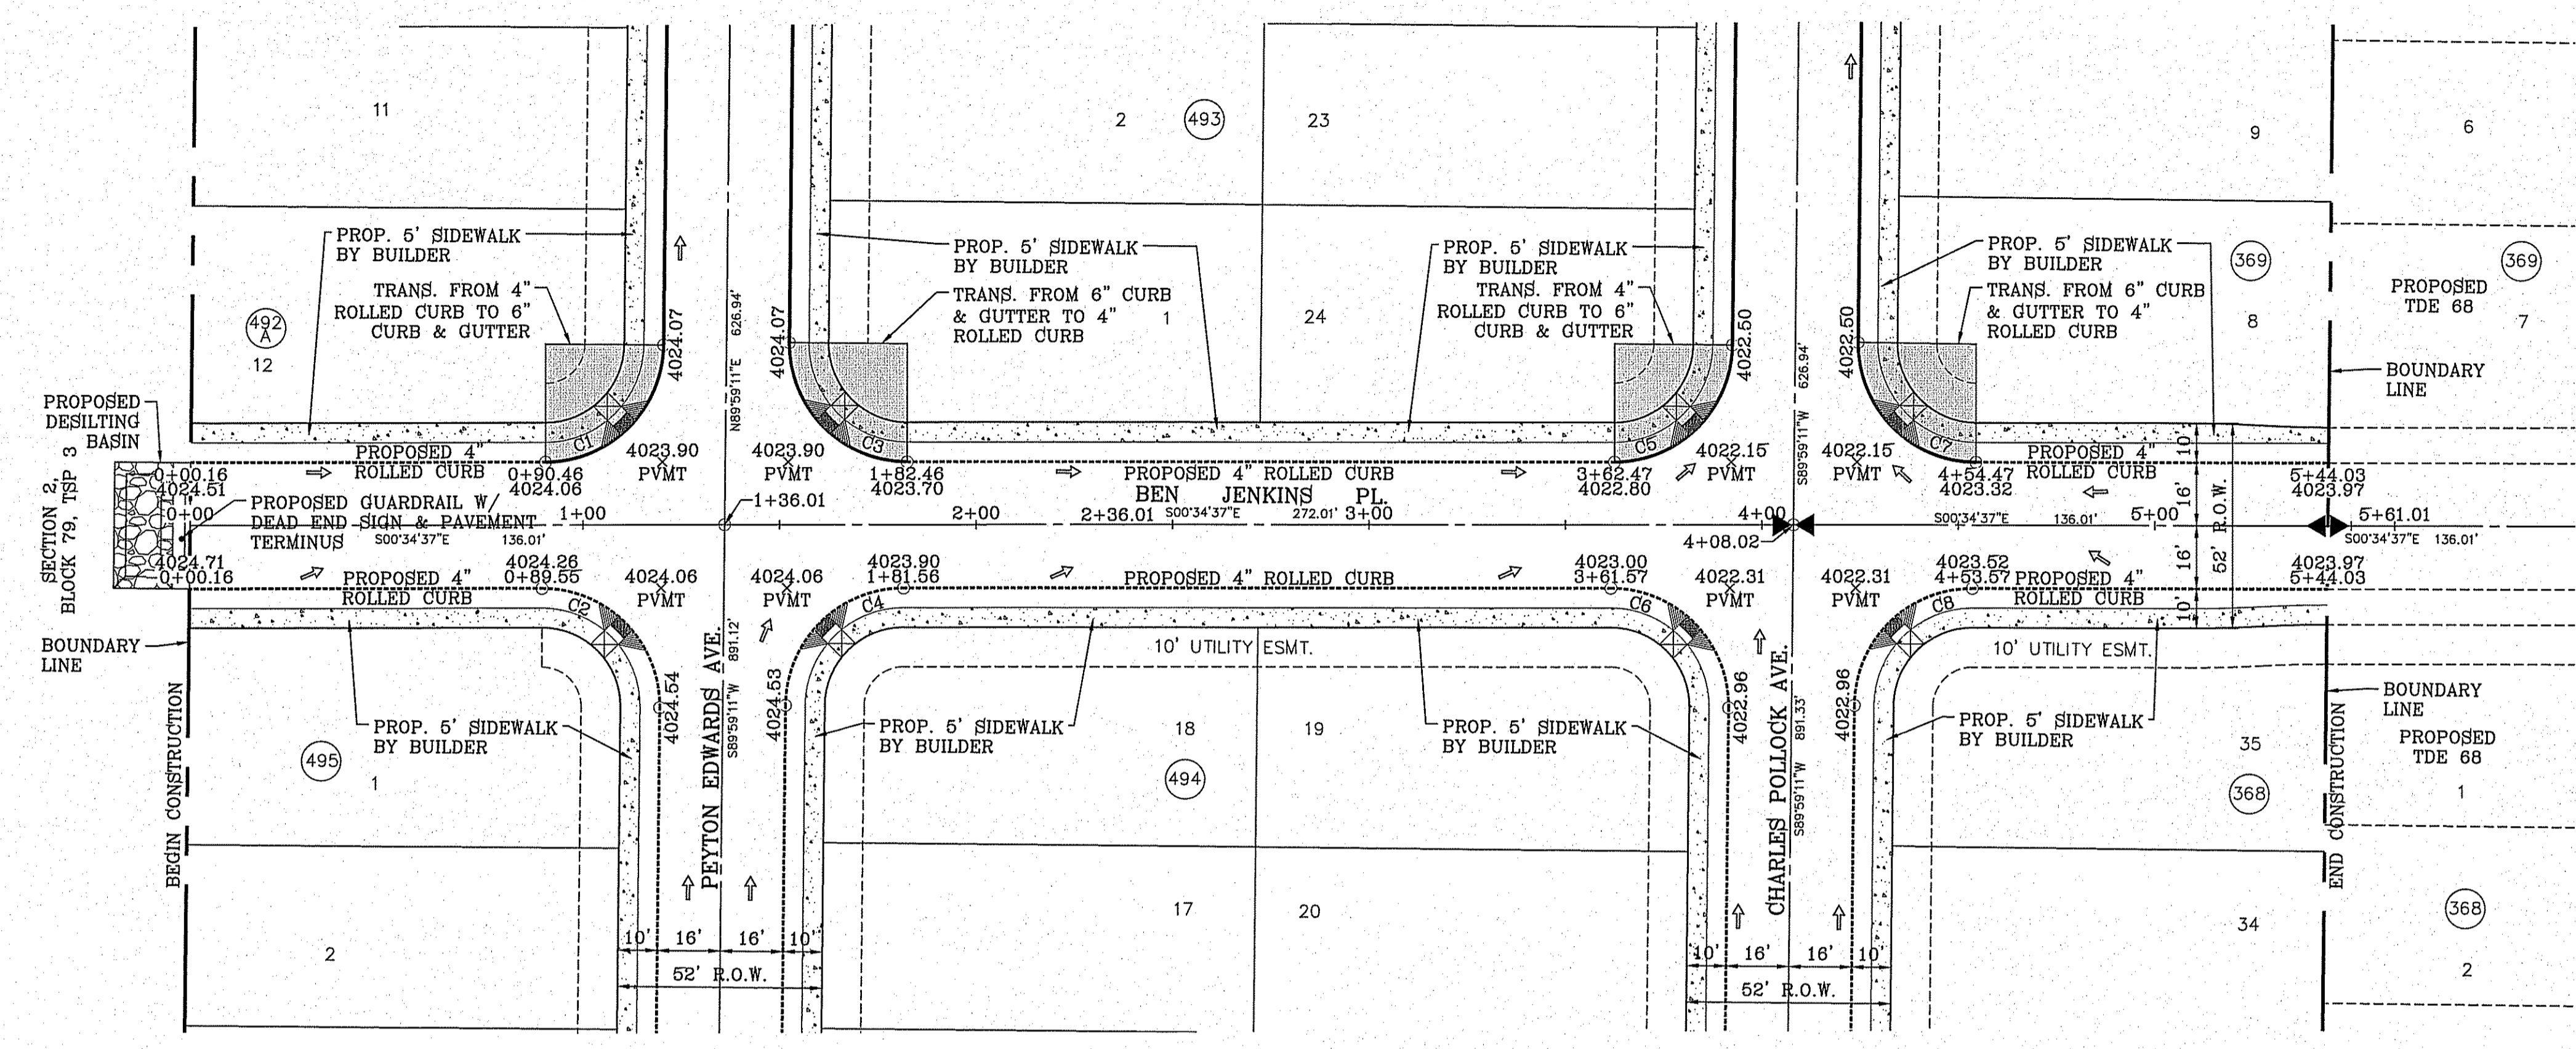 11
2
493
23
9
6
PROP. 5' SIDEWALK
BY BUILDER
PROP. 5' SIDEWALK
BY BUILDER
PROP. 5' SIDEWALK
BY BUILDER
PROP. 5' SIDEWALK
BY BUILDER
369
369
TRANS. FROM 4"
ROLLED CURB TO 6"
CURB & GUTTER
TRANS. FROM 6" CURB
& GUTTER TO 4"
ROLLED CURB
1
24
TRANS. FROM 4"
ROLLED CURB TO 6"
CURB & GUTTER
TRANS. FROM 6" CURB
& GUTTER TO 4"
ROLLED CURB
8
PROPOSED
TDE 68
7
492
A
12
4024.07
N89°59'11"E 626.94'
4024.07
4022.50
S89°59'11"W 626.94'
4022.50
BOUNDARY
LINE
PROPOSED
DESILTING
BASIN
SECTION 2,
BLOCK 79, TSP 3
C1
C3
C5
C7
PROPOSED 4"
ROLLED CURB
0+00.16
4024.51
0+90.46
4024.06
4023.90
PVMT
4023.90
PVMT
1+82.46
4023.70
PROPOSED 4" ROLLED CURB
3+62.47
4022.80
4022.15
PVMT
4022.15
PVMT
4+54.47
4023.32
PROPOSED 4"
ROLLED CURB
5+44.03
4023.97
10'
16'
52' R.O.W.
16'
10'
BEN JENKINS PL.
PROPOSED GUARDRAIL W/
DEAD END SIGN & PAVEMENT
TERMINUS
0+00
1+00
1+36.01
2+00
2+36.01
3+00
4+00
4+08.02
5+00
5+61.01
S00°34'37"E 136.01'
S00°34'37"E 272.01'
S00°34'37"E 136.01'
S00°34'37"E 136.01'
4024.71
0+00.16
PROPOSED 4"
ROLLED CURB
4024.26
0+89.55
4024.06
PVMT
4024.06
PVMT
4023.90
1+81.56
PROPOSED 4" ROLLED CURB
4023.00
3+61.57
4022.31
PVMT
4022.31
PVMT
4023.52
4+53.57
PROPOSED 4"
ROLLED CURB
4023.97
5+44.03
C2
C4
C6
C8
BOUNDARY
LINE
BEGIN CONSTRUCTION
10' UTILITY ESMT.
10' UTILITY ESMT.
4024.54
PEYTON EDWARDS AVE.
S89°59'11"W 891.12'
4024.53
4022.96
CHARLES POLLOCK AVE.
S89°59'11"W 891.33'
4022.96
PROP. 5' SIDEWALK
BY BUILDER
PROP. 5' SIDEWALK
BY BUILDER
18
19
PROP. 5' SIDEWALK
BY BUILDER
PROP. 5' SIDEWALK
BY BUILDER
BOUNDARY
LINE
END CONSTRUCTION
PROPOSED
TDE 68
495
1
494
35
368
1
17
20
34
368
2
2
10'
16'
16'
10'
52' R.O.W.
10'
16'
16'
10'
52' R.O.W.